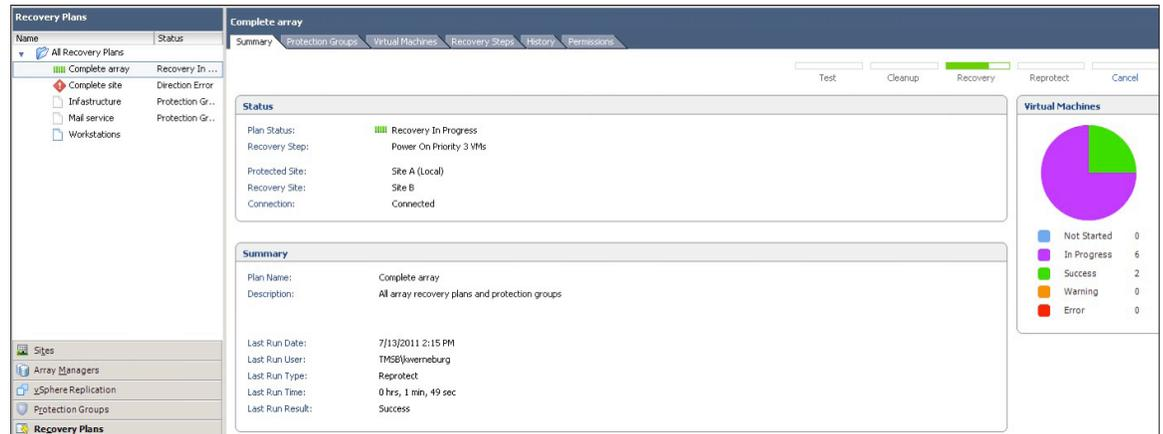 Recovery Plans
Name Status
All Recovery Plans
Complete array Recovery In ...
Complete site Direction Error
Infastructure Protection Gr..
Mail service Protection Gr..
Workstations
Sites
Array Managers
vSphere Replication
Protection Groups
Recovery Plans
Complete array
Summary Protection Groups Virtual Machines Recovery Steps History Permissions
Test Cleanup Recovery Reprotect Cancel
Status
Plan Status: Recovery In Progress
Recovery Step: Power On Priority 3 VMs
Protected Site: Site A (Local)
Recovery Site: Site B
Connection: Connected
Summary
Plan Name: Complete array
Description: All array recovery plans and protection groups
Last Run Date: 7/13/2011 2:15 PM
Last Run User: TMSB\kwerneburg
Last Run Type: Reprotect
Last Run Time: 0 hrs, 1 min, 49 sec
Last Run Result: Success
Virtual Machines
Not Started 0
In Progress 6
Success 2
Warning 0
Error 0